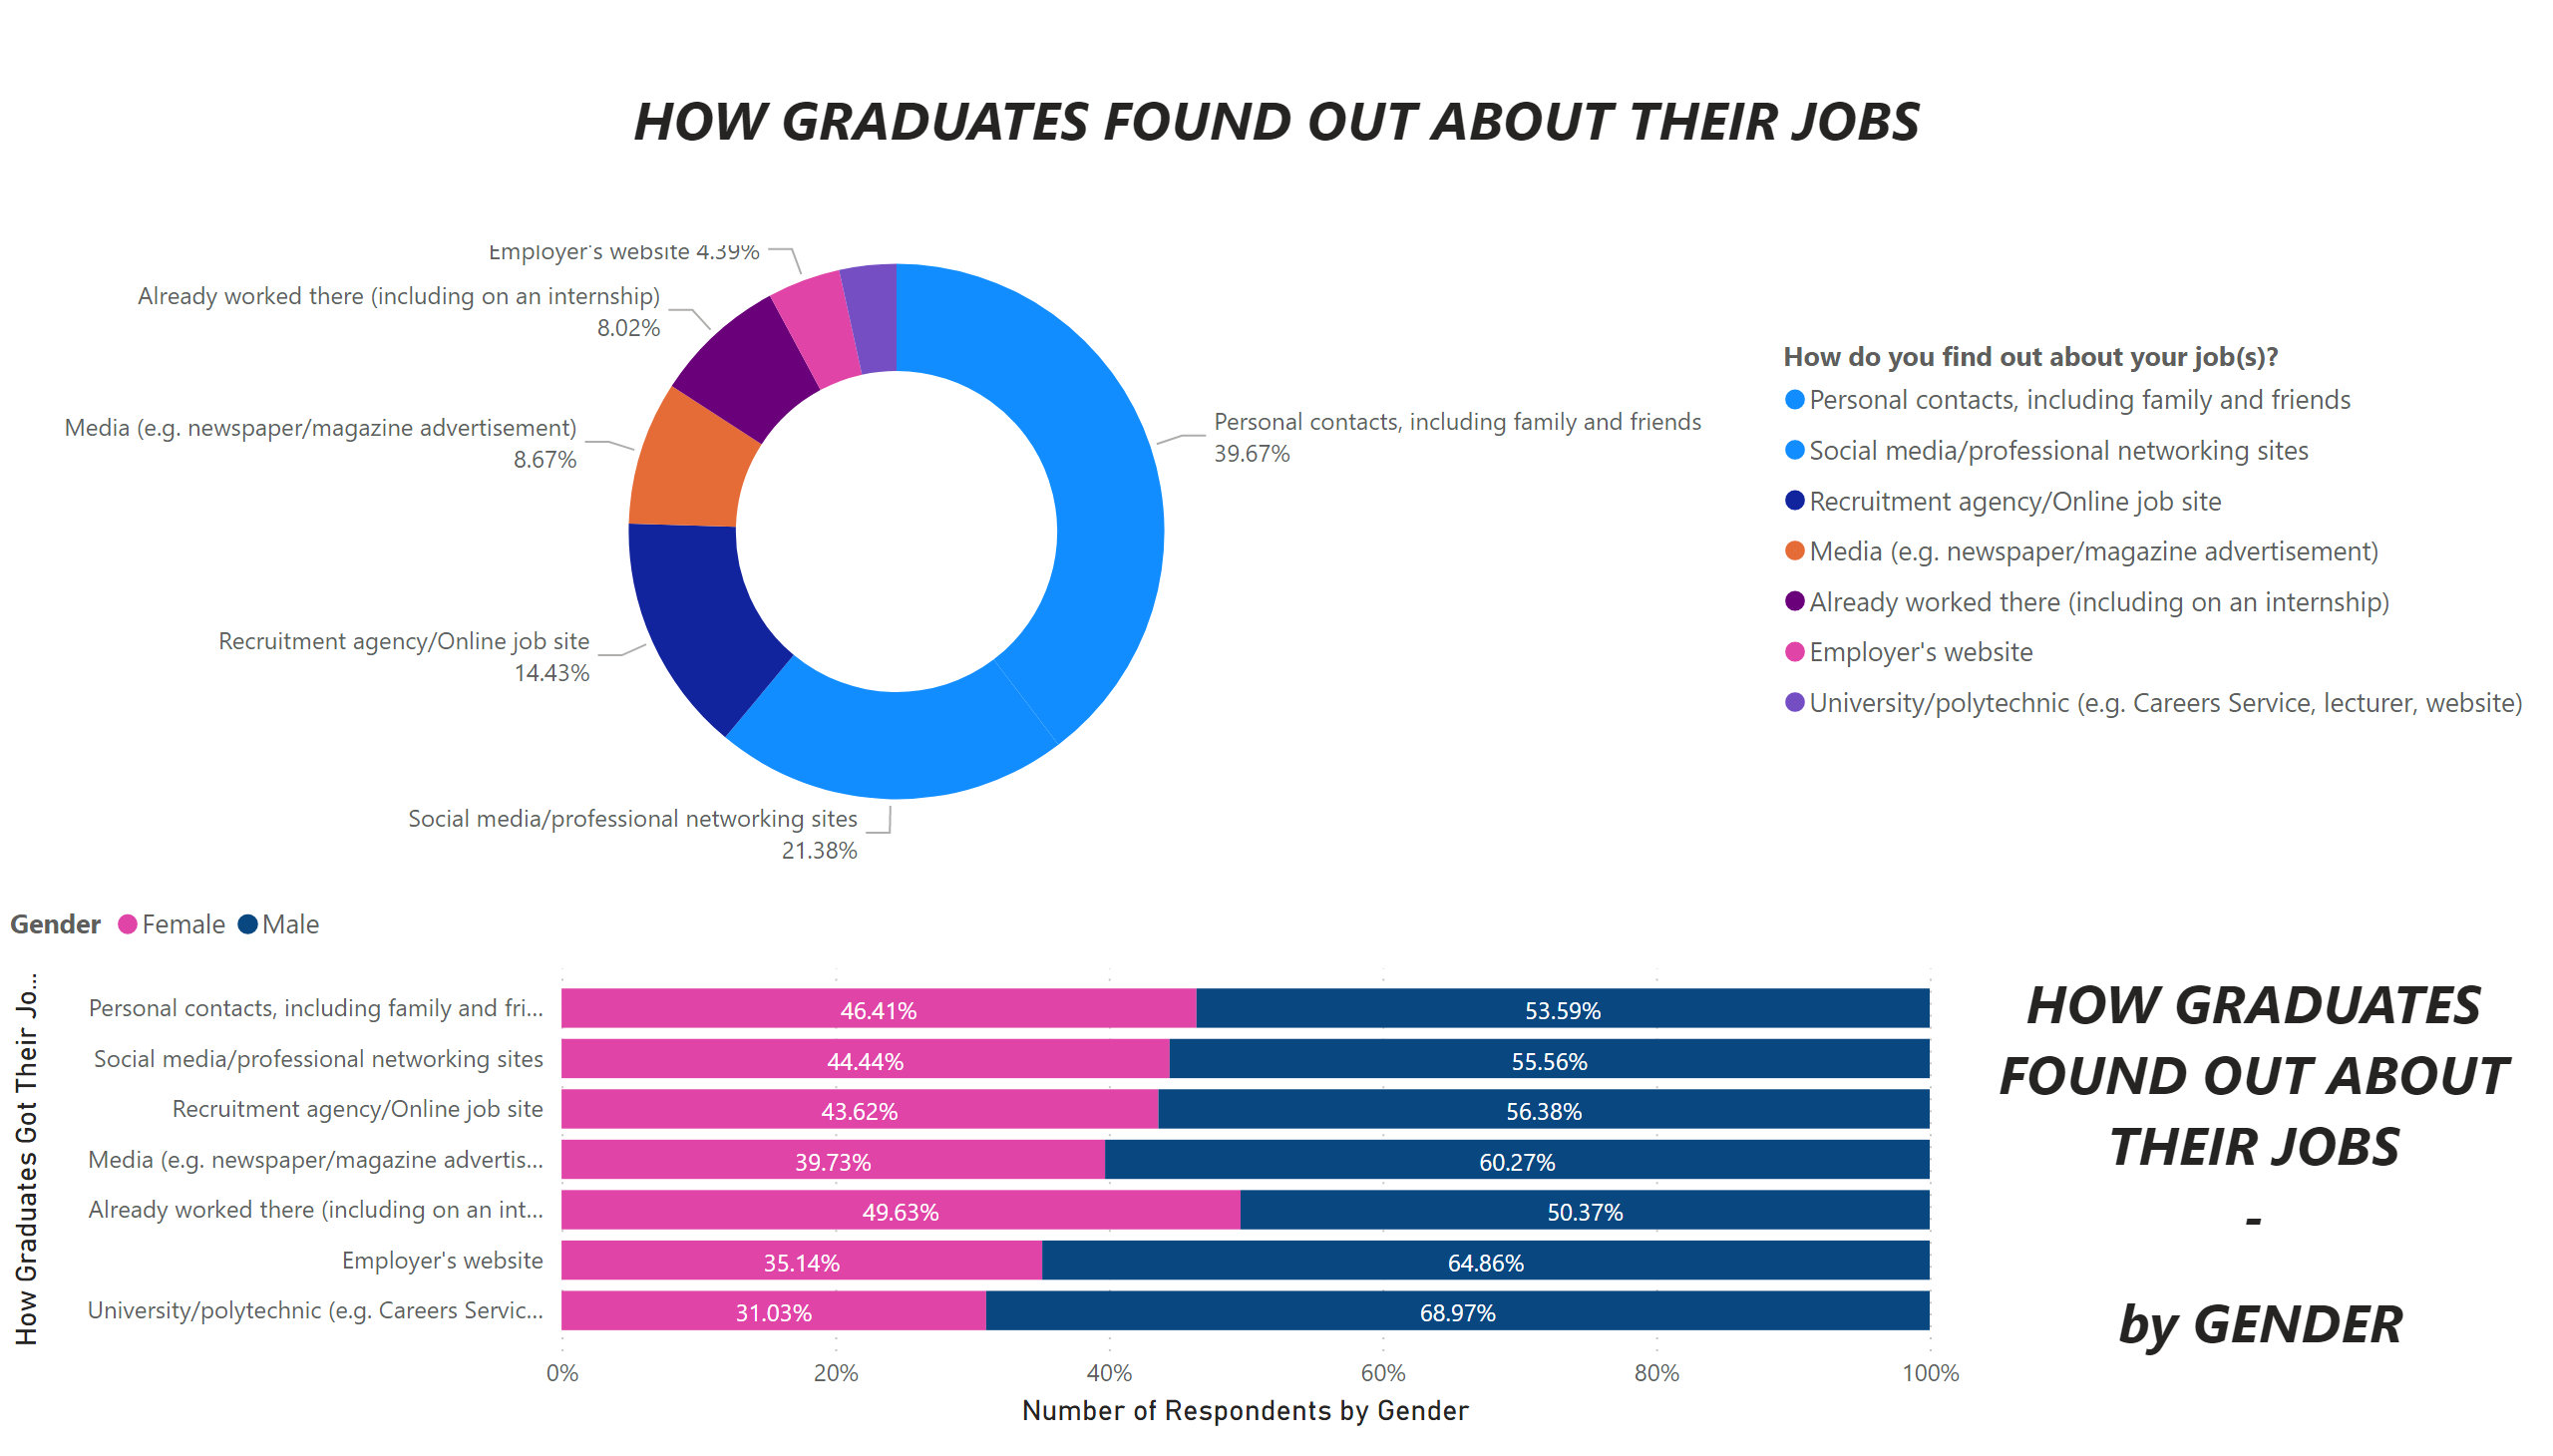 HOW GRADUATES FOUND OUT ABOUT THEIR JOBS
Employer's website 4.39%
Already worked there (including on an internship)
8.02%
Media (e.g. newspaper/magazine advertisement)
8.67%
Recruitment agency/Online job site
14.43%
Social media/professional networking sites
21.38%
Personal contacts, including family and friends
39.67%
How do you find out about your job(s)?
Personal contacts, including family and friends
Social media/professional networking sites
Recruitment agency/Online job site
Media (e.g. newspaper/magazine advertisement)
Already worked there (including on an internship)
Employer's website
University/polytechnic (e.g. Careers Service, lecturer, website)
Gender Female Male
How Graduates Got Their Jo...
Personal contacts, including family and fri... 46.41% 53.59%
Social media/professional networking sites 44.44% 55.56%
Recruitment agency/Online job site 43.62% 56.38%
Media (e.g. newspaper/magazine advertis... 39.73% 60.27%
Already worked there (including on an int... 49.63% 50.37%
Employer's website 35.14% 64.86%
University/polytechnic (e.g. Careers Servic... 31.03% 68.97%
0% 20% 40% 60% 80% 100%
Number of Respondents by Gender
HOW GRADUATES
FOUND OUT ABOUT
THEIR JOBS
-
by GENDER